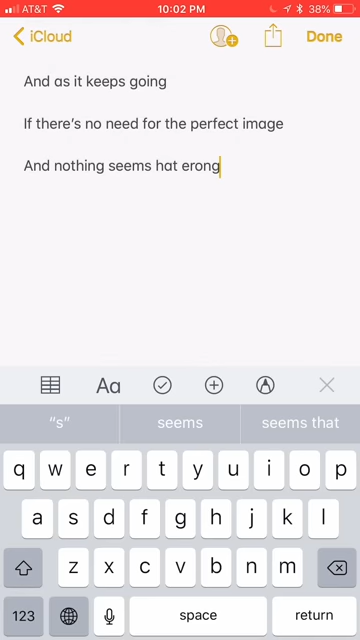 AT&T 10:02 PM 38%
iCloud Done
And as it keeps going
If there's no need for the perfect image
And nothing seems hat erong
Aa
"s" seems seems that
q w e r t y u i o p
a s d f g h j k l
z x c v b n m
123 space return